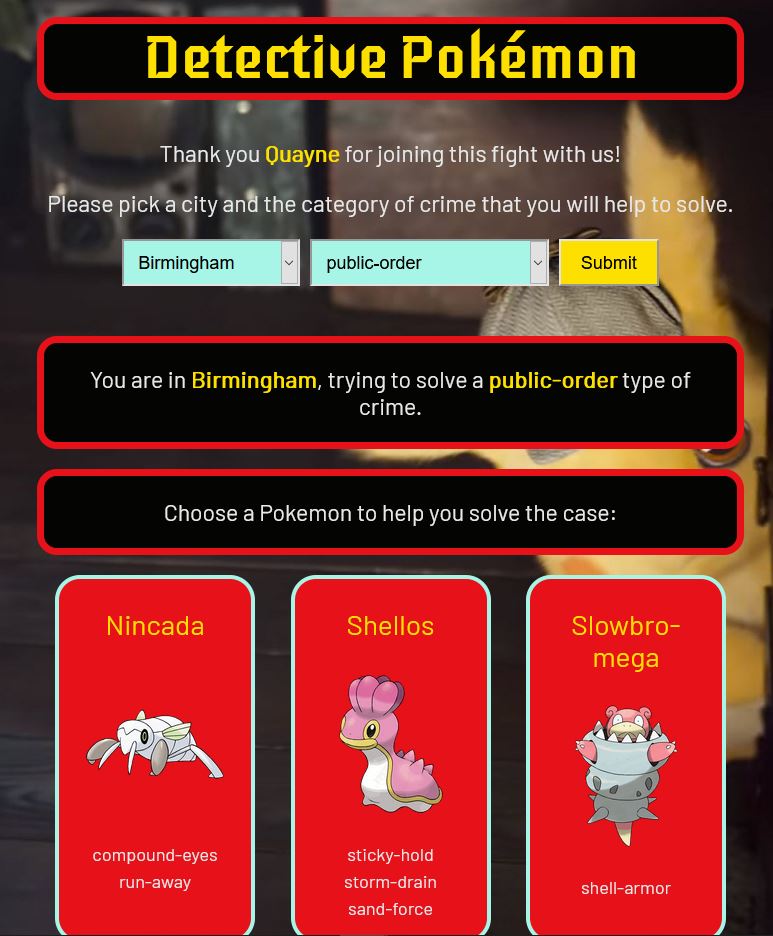 Detective Pokémon
Thank you Quayne for joining this fight with us!
Please pick a city and the category of crime that you will help to solve.
Birmingham
public-order
Submit
You are in Birmingham, trying to solve a public-order type of
crime.
Choose a Pokemon to help you solve the case:
Nincada
compound-eyes
run-away
Shellos
sticky-hold
storm-drain
sand-force
Slowbro-
mega
shell-armor